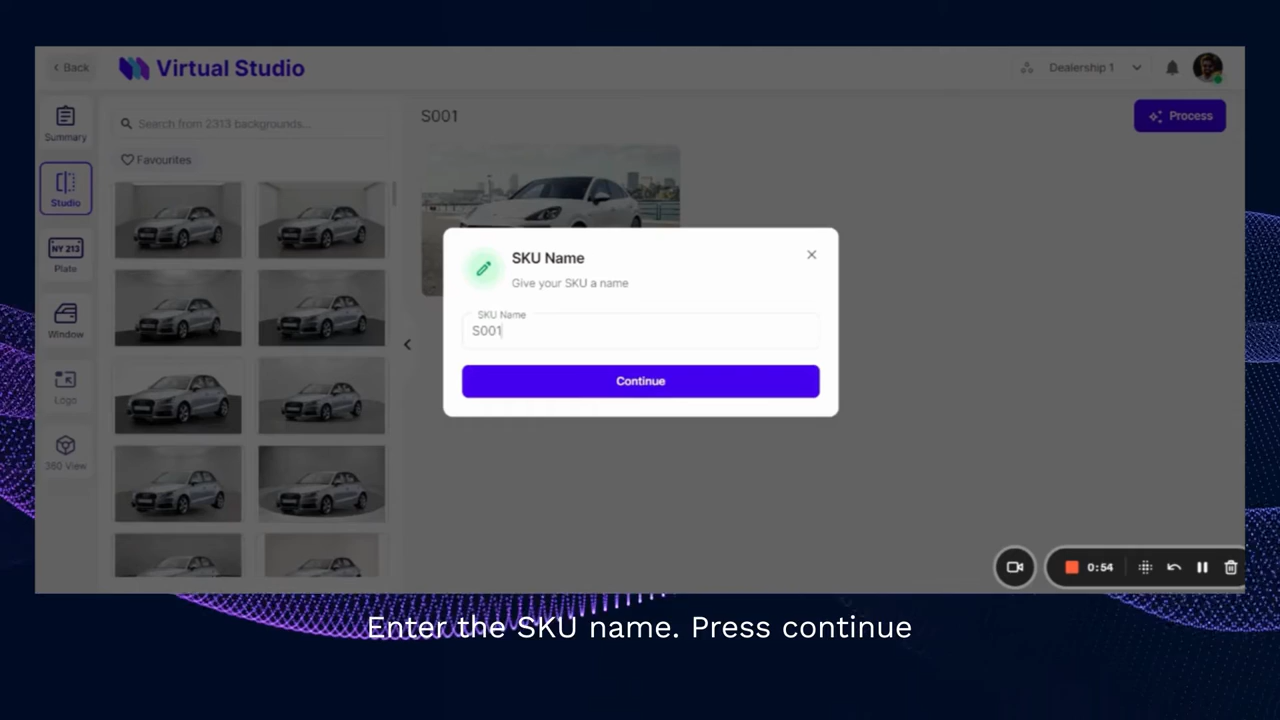 Back
Virtual Studio
Dealership 1
Summary
Studio
NY 213
Plate
Window
Logo
360 View
Search from 2313 backgrounds...
Favourites
S001
Process
SKU Name
Give your SKU a name
SKU Name
S001
Continue
0:54
Enter the SKU name. Press continue